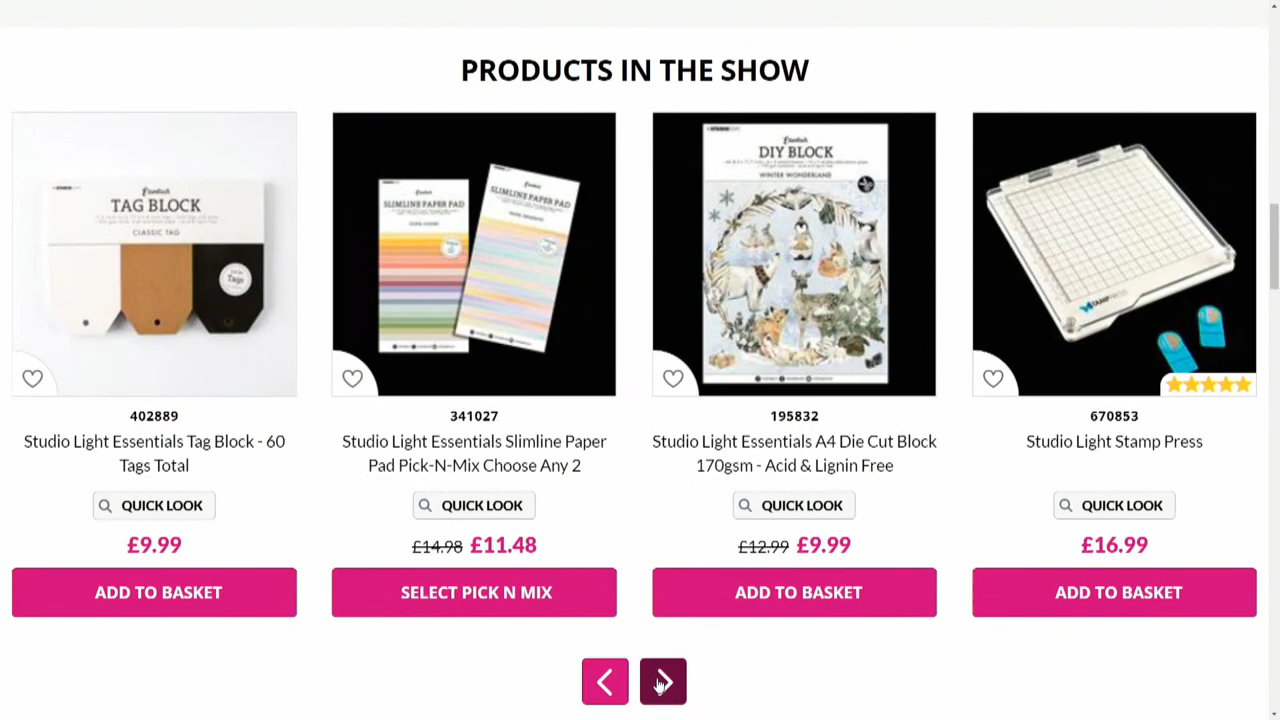 PRODUCTS IN THE SHOW
Essentials
TAG BLOCK
CLASSIC TAG
Tags
SLIMLINE PAPER PAD
SLIMLINE PAPER PAD
Essentials
DIY BLOCK
WINTER WONDERLAND
STAMPPRESS
402889
Studio Light Essentials Tag Block - 60
Tags Total
QUICK LOOK
£9.99
ADD TO BASKET
341027
Studio Light Essentials Slimline Paper
Pad Pick-N-Mix Choose Any 2
QUICK LOOK
£14.98 £11.48
SELECT PICK N MIX
195832
Studio Light Essentials A4 Die Cut Block
170gsm - Acid & Lignin Free
QUICK LOOK
£12.99 £9.99
ADD TO BASKET
670853
Studio Light Stamp Press
QUICK LOOK
£16.99
ADD TO BASKET